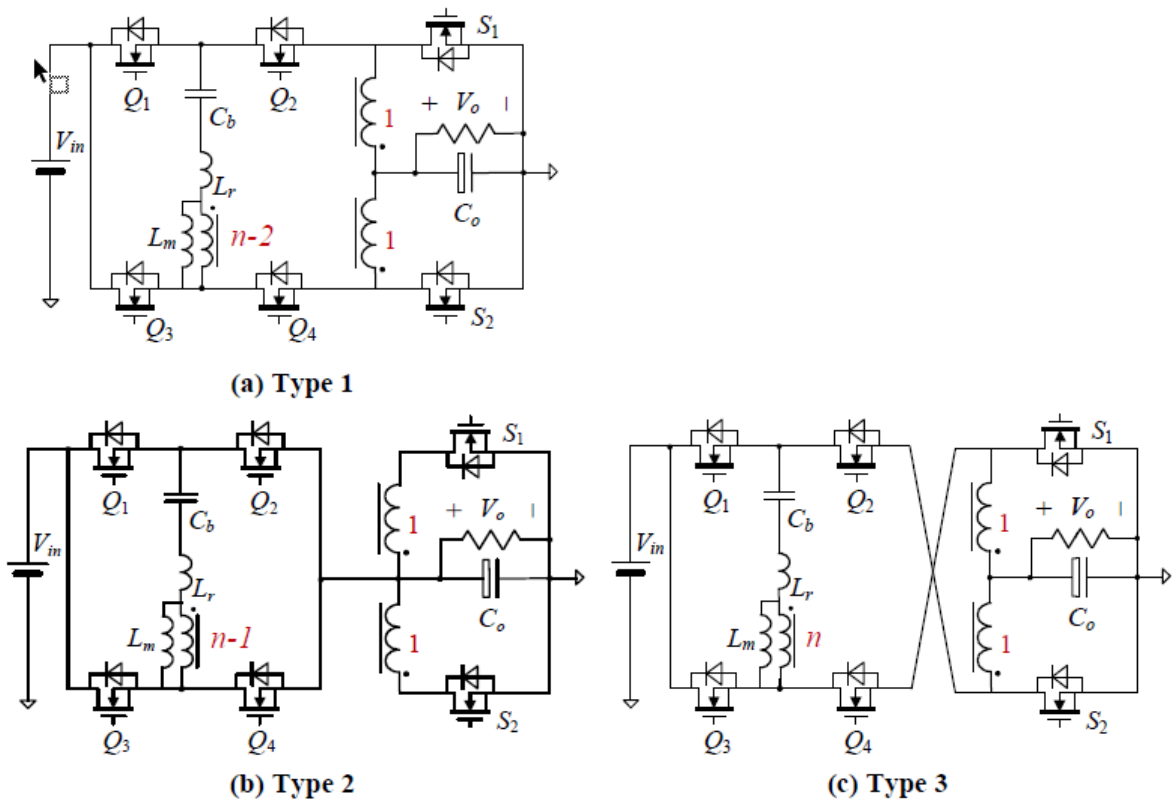 S1
Q1
Q2
Cb
1
+ Vo
Vin
Lr
Co
Lm
n-2
1
Q3
Q4
S2
(a) Type 1
S1
Q1
Q2
Cb
1
+ Vo
Vin
Lr
Co
Lm
n-1
1
S2
Q3
Q4
(b) Type 2
S1
Q1
Q2
Cb
1
+ Vo
Vin
Lr
Co
Lm
n
1
S2
Q3
Q4
(c) Type 3